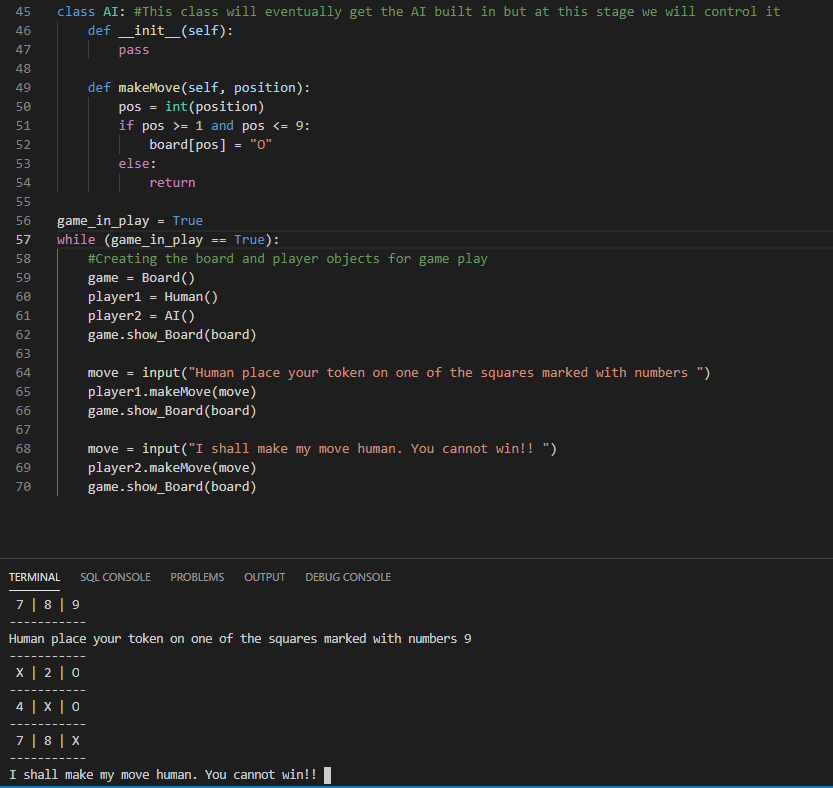 45 class AI: #This class will eventually get the AI built in but at this stage we will control it
46     def __init__(self):
47         pass
48
49     def makeMove(self, position):
50         pos = int(position)
51         if pos >= 1 and pos <= 9:
52             board[pos] = "O"
53         else:
54             return
55
56 game_in_play = True
57 while (game_in_play == True):
58     #Creating the board and player objects for game play
59     game = Board()
60     player1 = Human()
61     player2 = AI()
62     game.show_Board(board)
63
64     move = input("Human place your token on one of the squares marked with numbers ")
65     player1.makeMove(move)
66     game.show_Board(board)
67
68     move = input("I shall make my move human. You cannot win!! ")
69     player2.makeMove(move)
70     game.show_Board(board)
TERMINAL SQL CONSOLE PROBLEMS OUTPUT DEBUG CONSOLE
 7 | 8 | 9
-----------
Human place your token on one of the squares marked with numbers 9
-----------
 X | 2 | O
-----------
 4 | X | O
-----------
 7 | 8 | X
-----------
I shall make my move human. You cannot win!!